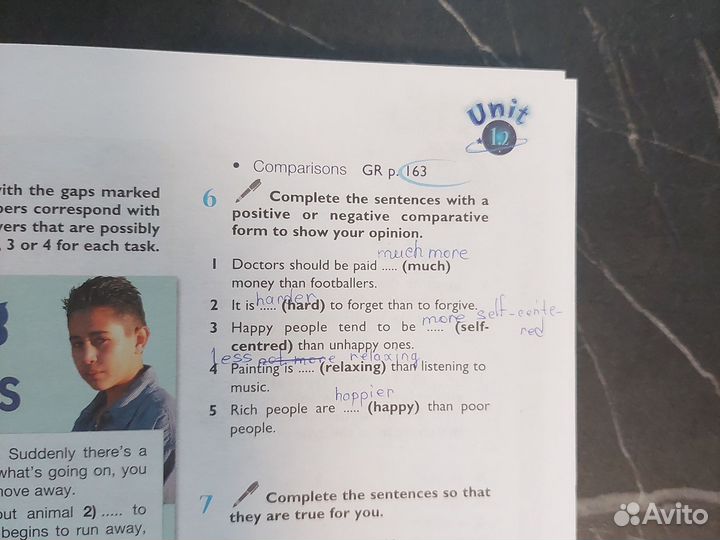 Unit
12
• Comparisons GR p. 163
with the gaps marked
bers correspond with
vers that are possibly
, 3 or 4 for each task.
S
. Suddenly there's a
what's going on, you
nove away.
out animal 2) ..... to
begins to run away,
6 Complete the sentences with a
positive or negative comparative
form to show your opinion.
much more
1 Doctors should be paid ..... (much)
money than footballers.
harder
2 It is ..... (hard) to forget than to forgive.
more self-cente-
red
3 Happy people tend to be ..... (self-
centred) than unhappy ones.
less not more relaxing
4 Painting is ..... (relaxing) than listening to
music.
happier
5 Rich people are ..... (happy) than poor
people.
7 Complete the sentences so that
they are true for you.
Avito